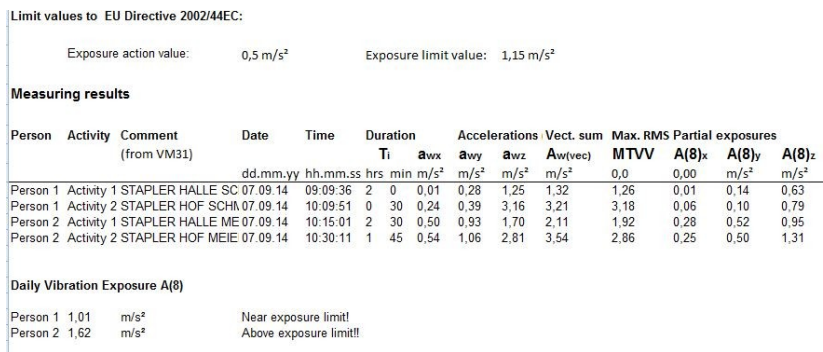 Limit values to EU Directive 2002/44EC:
Exposure action value: 0,5 m/s² Exposure limit value: 1,15 m/s²
Measuring results
Person Activity Comment Date Time Duration Accelerations Vect. sum Max. RMS Partial exposures
(from VM31) Ti awx awy awz Aw(vec) MTVV A(8)x A(8)y A(8)z
dd.mm.yy hh.mm.ss hrs min m/s² m/s² m/s² m/s² 0,0 0,00 m/s² m/s²
Person 1 Activity 1 STAPLER HALLE SC 07.09.14 09:09:36 2 0 0,01 0,28 1,25 1,32 1,26 0,01 0,14 0,63
Person 1 Activity 2 STAPLER HOF SCHM 07.09.14 10:09:51 0 30 0,24 0,39 3,16 3,21 3,18 0,06 0,10 0,79
Person 2 Activity 1 STAPLER HALLE ME 07.09.14 10:15:01 2 30 0,50 0,93 1,70 2,11 1,92 0,28 0,52 0,95
Person 2 Activity 2 STAPLER HOF MEIE 07.09.14 10:30:11 1 45 0,54 1,06 2,81 3,54 2,86 0,25 0,50 1,31
Daily Vibration Exposure A(8)
Person 1 1,01 m/s² Near exposure limit!
Person 2 1,62 m/s² Above exposure limit!!